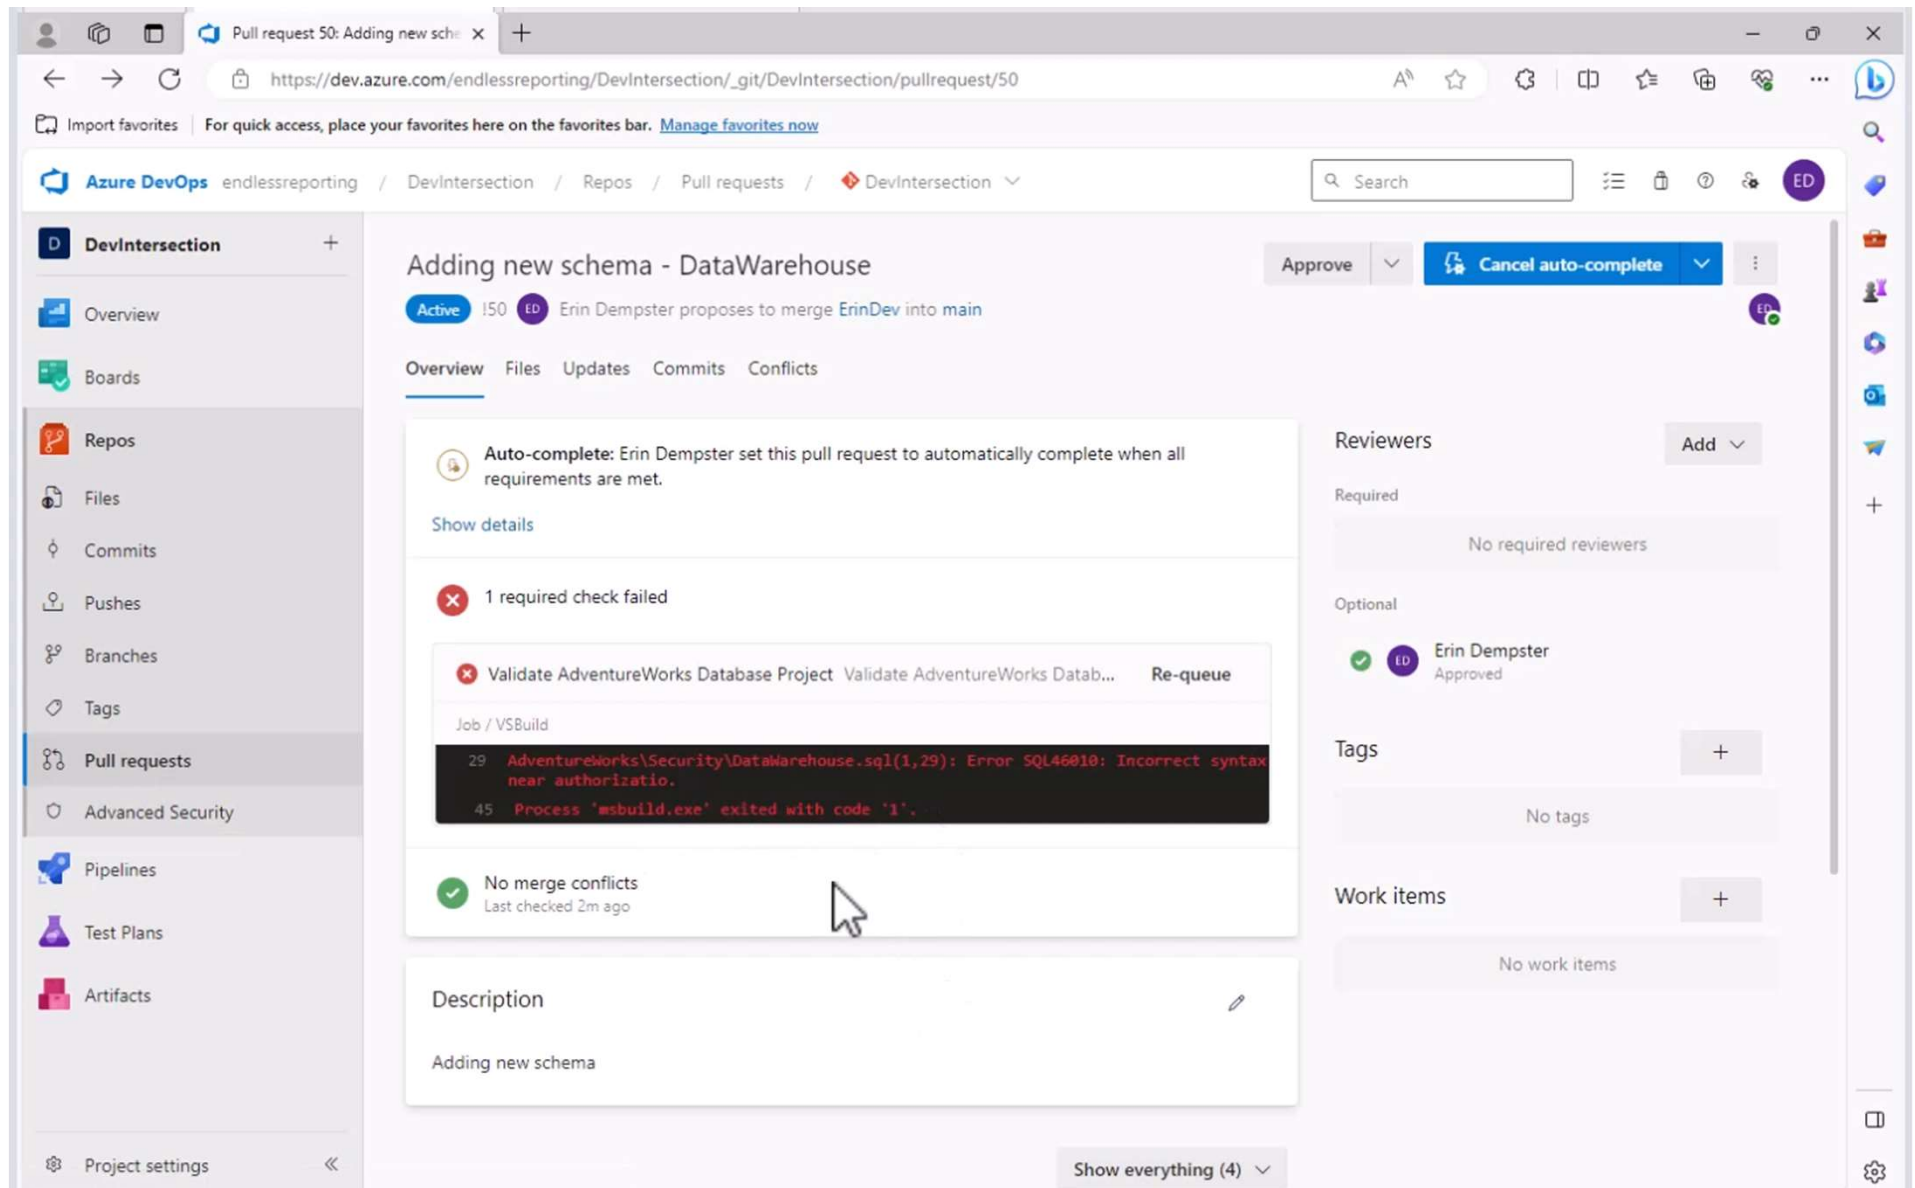 Pull request 50: Adding new sche
https://dev.azure.com/endlessreporting/DevIntersection/_git/DevIntersection/pullrequest/50
Import favorites
For quick access, place your favorites here on the favorites bar. Manage favorites now
Azure DevOps endlessreporting / DevIntersection / Repos / Pull requests / DevIntersection
Search
ED
D DevIntersection
Overview
Boards
Repos
Files
Commits
Pushes
Branches
Tags
Pull requests
Advanced Security
Pipelines
Test Plans
Artifacts
Project settings
Adding new schema - DataWarehouse
Approve
Cancel auto-complete
Active !50 ED Erin Dempster proposes to merge ErinDev into main
ED
Overview Files Updates Commits Conflicts
Auto-complete: Erin Dempster set this pull request to automatically complete when all
requirements are met.
Show details
1 required check failed
Validate AdventureWorks Database Project Validate AdventureWorks Datab... Re-queue
Job / VSBuild
29 AdventureWorks\Security\DataWarehouse.sql(1,29): Error SQL46010: Incorrect syntax
near authorizatio.
45 Process 'msbuild.exe' exited with code '1'.
No merge conflicts
Last checked 2m ago
Description
Adding new schema
Show everything (4)
Reviewers
Add
Required
No required reviewers
Optional
ED Erin Dempster
Approved
Tags
No tags
Work items
No work items